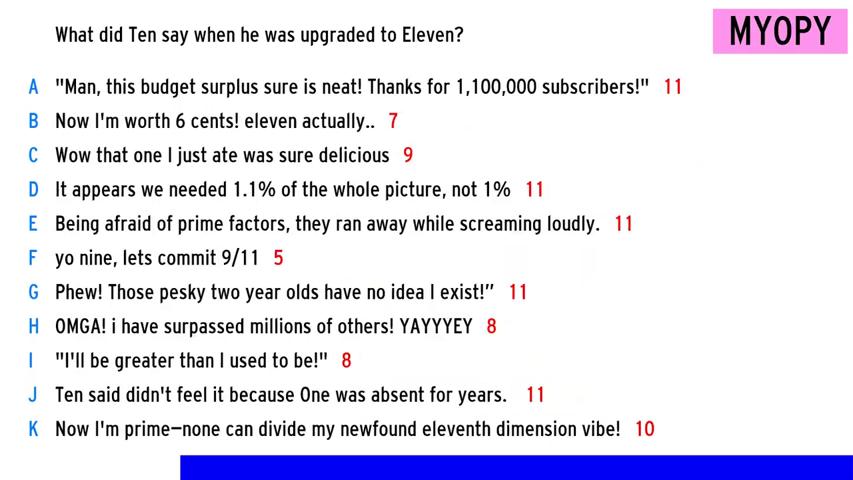 What did Ten say when he was upgraded to Eleven?
MYOPY
A "Man, this budget surplus sure is neat! Thanks for 1,100,000 subscribers!" 11
B Now I'm worth 6 cents! eleven actually.. 7
C Wow that one I just ate was sure delicious 9
D It appears we needed 1.1% of the whole picture, not 1% 11
E Being afraid of prime factors, they ran away while screaming loudly. 11
F yo nine, lets commit 9/11 5
G Phew! Those pesky two year olds have no idea I exist!” 11
H OMGA! i have surpassed millions of others! YAYYYEY 8
I "I'll be greater than I used to be!" 8
J Ten said didn't feel it because One was absent for years. 11
K Now I'm prime—none can divide my newfound eleventh dimension vibe! 10